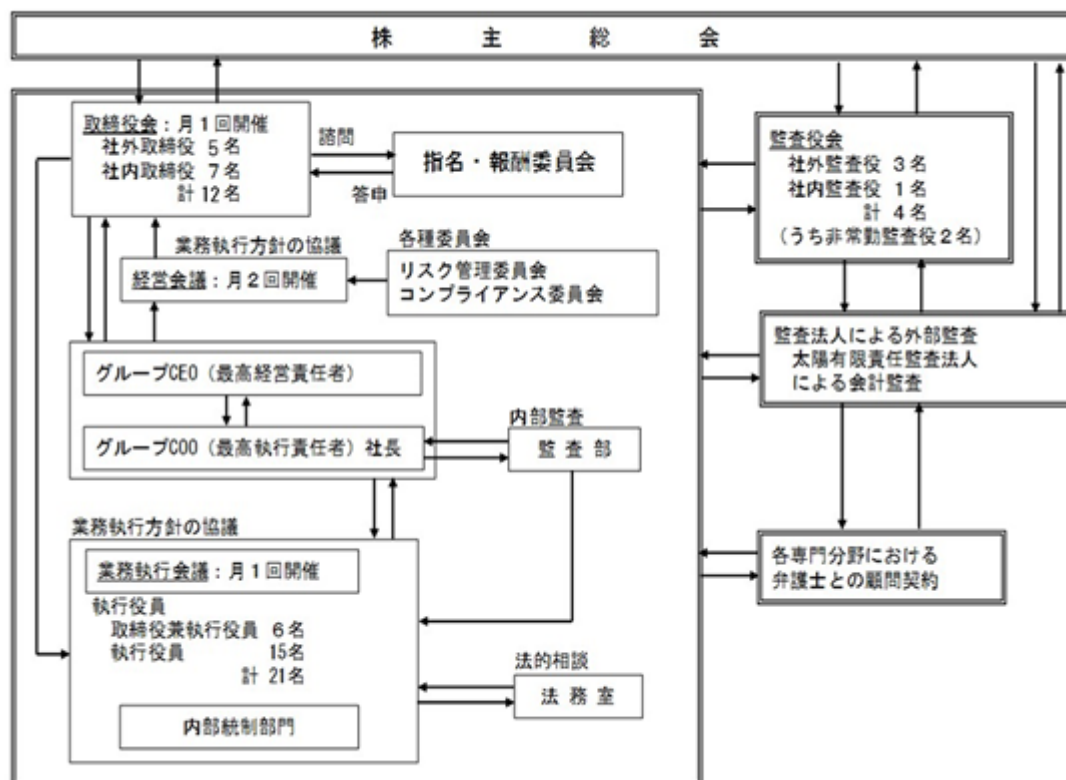 株主総会
取締役会：月1回開催
社外取締役 5名
社内取締役 7名
計 12名
諮問
指名・報酬委員会
答申
業務執行方針の協議
経営会議：月2回開催
各種委員会
リスク管理委員会
コンプライアンス委員会
グループCEO（最高経営責任者）
グループCOO（最高執行責任者）社長
内部監査
監査部
業務執行方針の協議
業務執行会議：月1回開催
執行役員
取締役兼執行役員 6名
執行役員 15名
計 21名
内部統制部門
法的相談
法務室
監査役会
社外監査役 3名
社内監査役 1名
計 4名
（うち非常勤監査役2名）
監査法人による外部監査
太陽有限責任監査法人
による会計監査
各専門分野における
弁護士との顧問契約